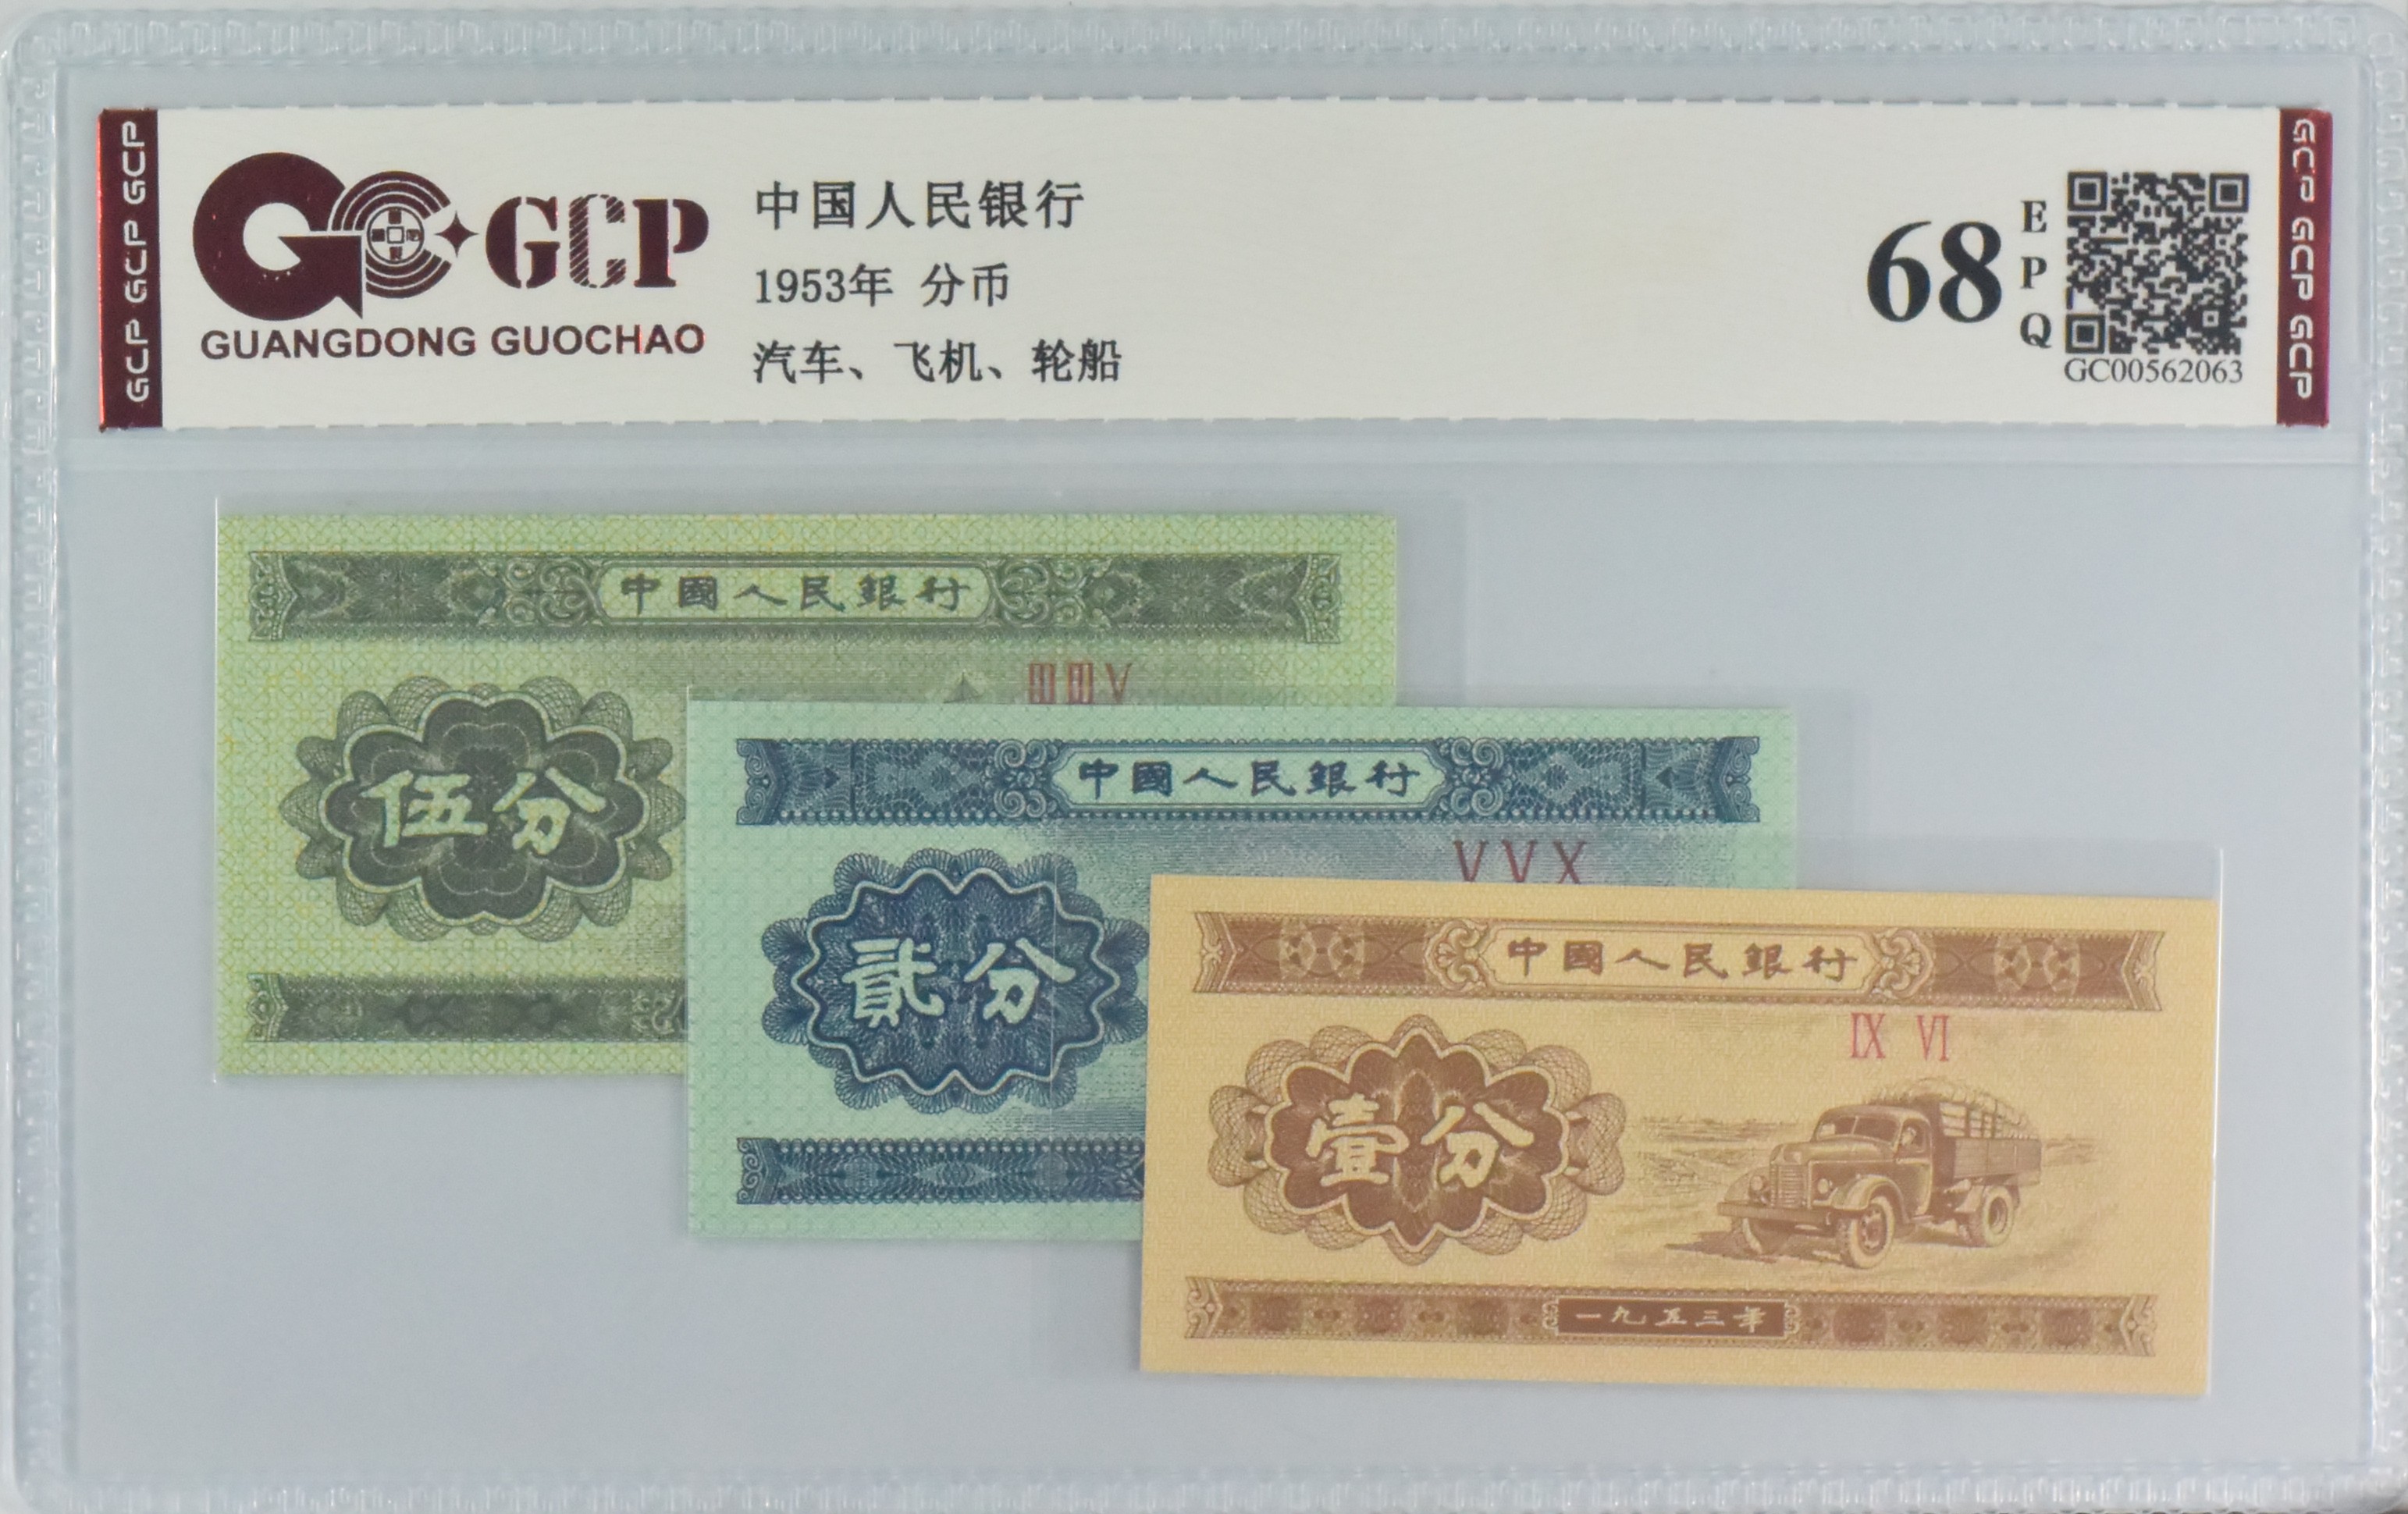 GCP GCP GCP
GCP
GUANGDONG GUOCHAO
中国人民银行
1953年 分币
汽车、飞机、轮船
68
EPQ
GC00562063
GCP GCP GCP
中國人民銀行
ⅢⅢⅤ
伍分
中國人民銀行
V V X
貳分
中國人民銀行
IX VI
壹分
一九五三年